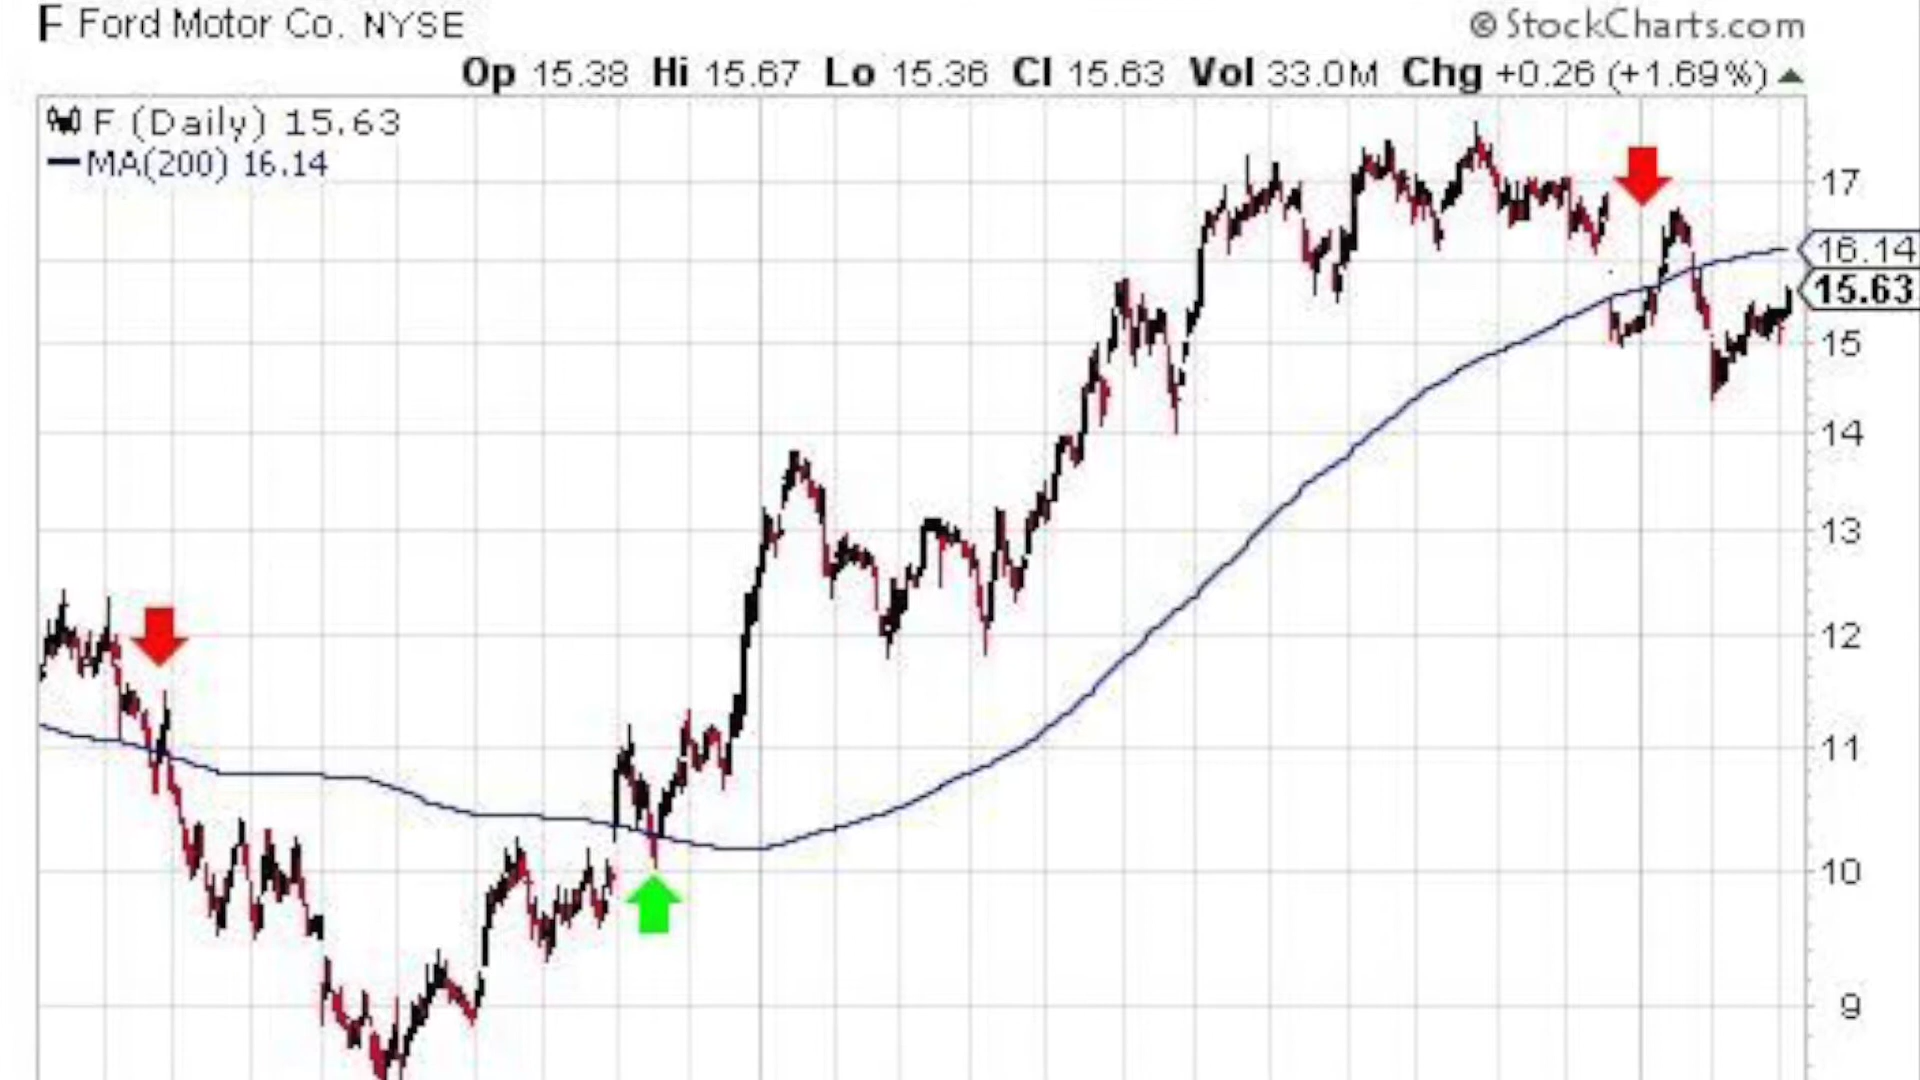 F Ford Motor Co. NYSE
© StockCharts.com
Op 15.38 Hi 15.67 Lo 15.36 Cl 15.63 Vol 33.0M Chg +0.26 (+1.69%)
F (Daily) 15.63
MA(200) 16.14
17
16.14
15.63
15
14
13
12
11
10
9